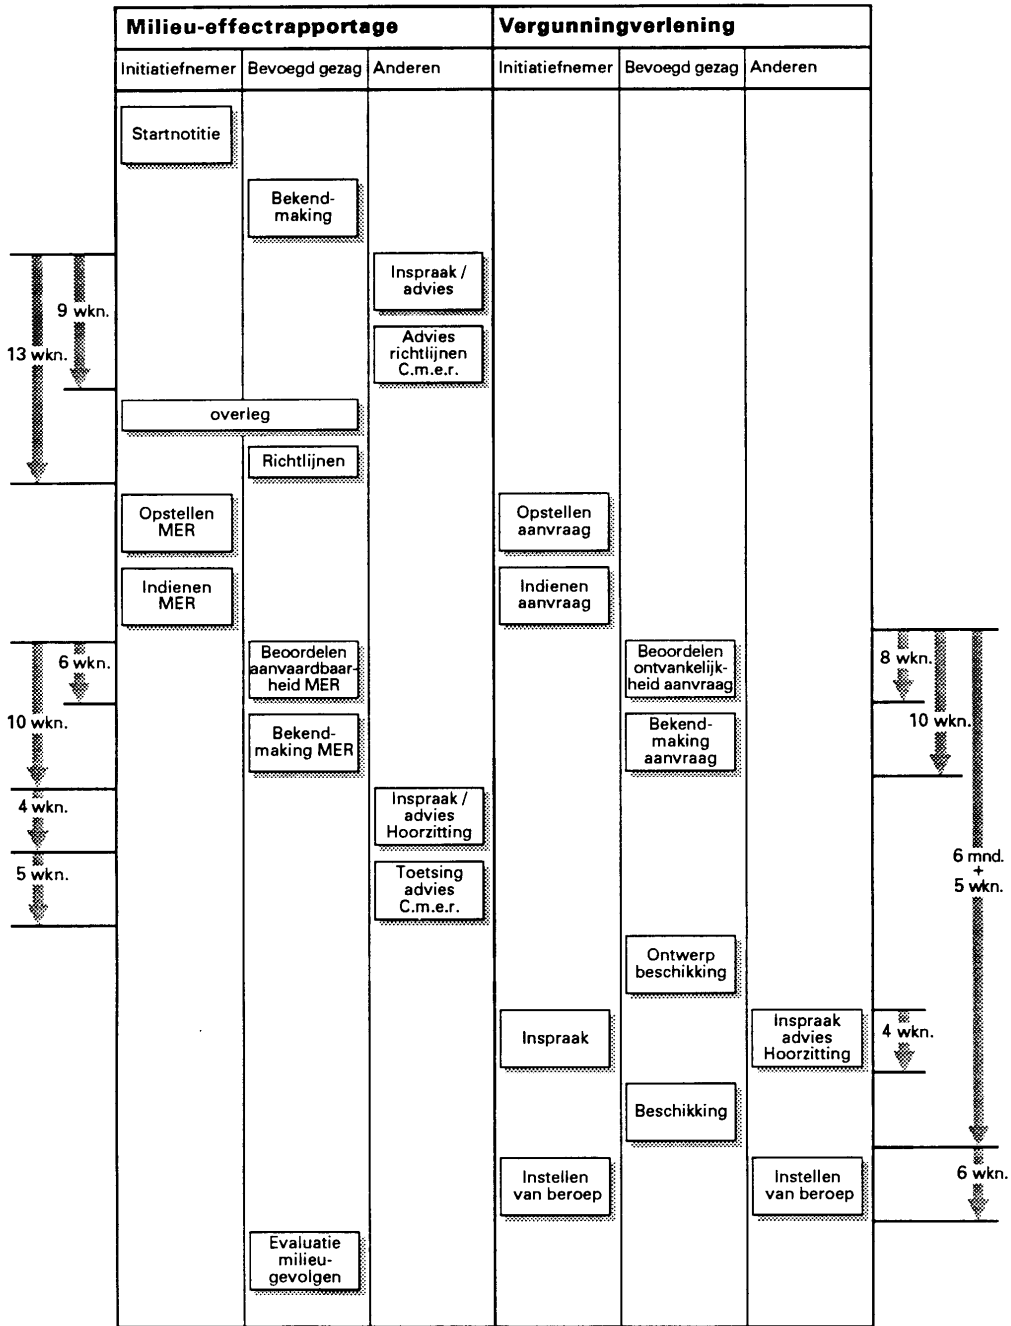 Milieu-effectrapportage
Vergunningverlening
Initiatiefnemer
Bevoegd gezag
Anderen
Initiatiefnemer
Bevoegd gezag
Anderen
Startnotitie
Bekend-
making
Inspraak /
advies
9 wkn.
Advies
richtlijnen
C.m.e.r.
13 wkn.
overleg
Richtlijnen
Opstellen
MER
Opstellen
aanvraag
Indienen
MER
Indienen
aanvraag
6 wkn.
Beoordelen
aanvaardbaar-
heid MER
Beoordelen
ontvankelijk-
heid aanvraag
8 wkn.
10 wkn.
Bekend-
making MER
Bekend-
making
aanvraag
10 wkn.
4 wkn.
Inspraak /
advies
Hoorzitting
5 wkn.
Toetsing
advies
C.m.e.r.
6 mnd.
+
5 wkn.
Ontwerp
beschikking
Inspraak
Inspraak
advies
Hoorzitting
4 wkn.
Beschikking
Instellen
van beroep
Instellen
van beroep
6 wkn.
Evaluatie
milieu-
gevolgen